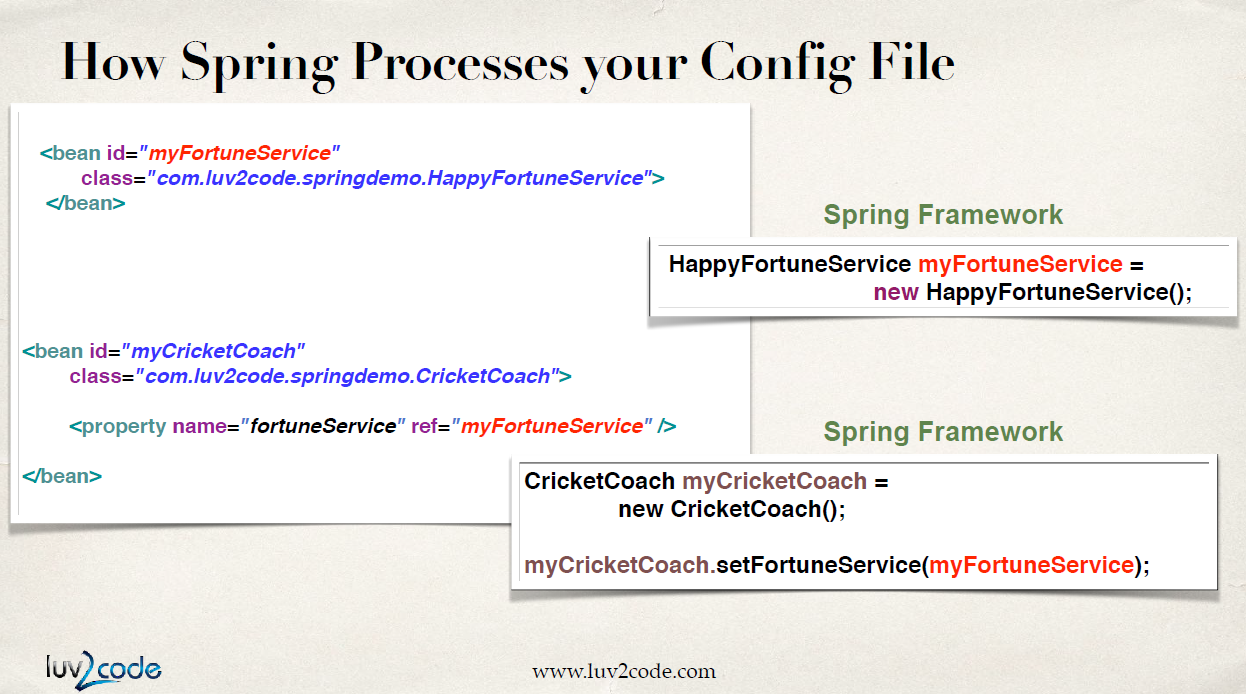 How Spring Processes your Config File
<bean id="myFortuneService"
class="com.luv2code.springdemo.HappyFortuneService">
</bean>
Spring Framework
HappyFortuneService myFortuneService =
new HappyFortuneService();
<bean id="myCricketCoach"
class="com.luv2code.springdemo.CricketCoach">
<property name="fortuneService" ref="myFortuneService" />
</bean>
Spring Framework
CricketCoach myCricketCoach =
new CricketCoach();
myCricketCoach.setFortuneService(myFortuneService);
luv2code
www.luv2code.com